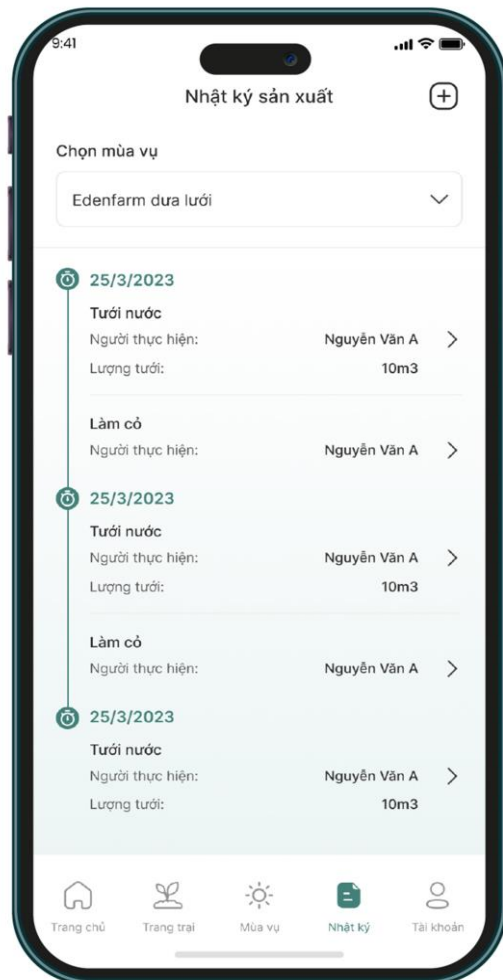 9:41
Nhật ký sản xuất
Chọn mùa vụ
Edenfarm dưa lưới
25/3/2023
Tưới nước
Người thực hiện: Nguyễn Văn A
Lượng tưới: 10m3
Làm cỏ
Người thực hiện: Nguyễn Văn A
25/3/2023
Tưới nước
Người thực hiện: Nguyễn Văn A
Lượng tưới: 10m3
Làm cỏ
Người thực hiện: Nguyễn Văn A
25/3/2023
Tưới nước
Người thực hiện: Nguyễn Văn A
Lượng tưới: 10m3
Trang chủ Trang trại Mùa vụ Nhật ký Tài khoản